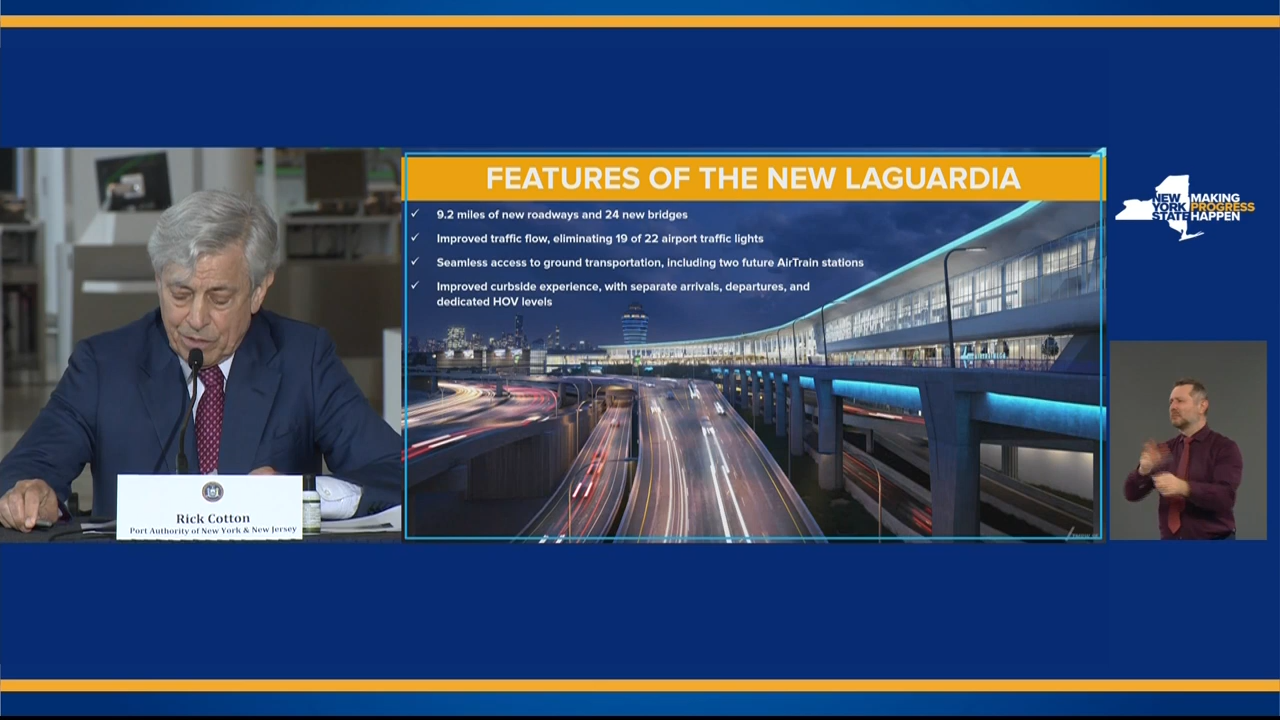 FEATURES OF THE NEW LAGUARDIA
✓ 9.2 miles of new roadways and 24 new bridges
✓ Improved traffic flow, eliminating 19 of 22 airport traffic lights
✓ Seamless access to ground transportation, including two future AirTrain stations
✓ Improved curbside experience, with separate arrivals, departures, and
dedicated HOV levels
Rick Cotton
Port Authority of New York & New Jersey
NEW
YORK
STATE
MAKING
PROGRESS
HAPPEN